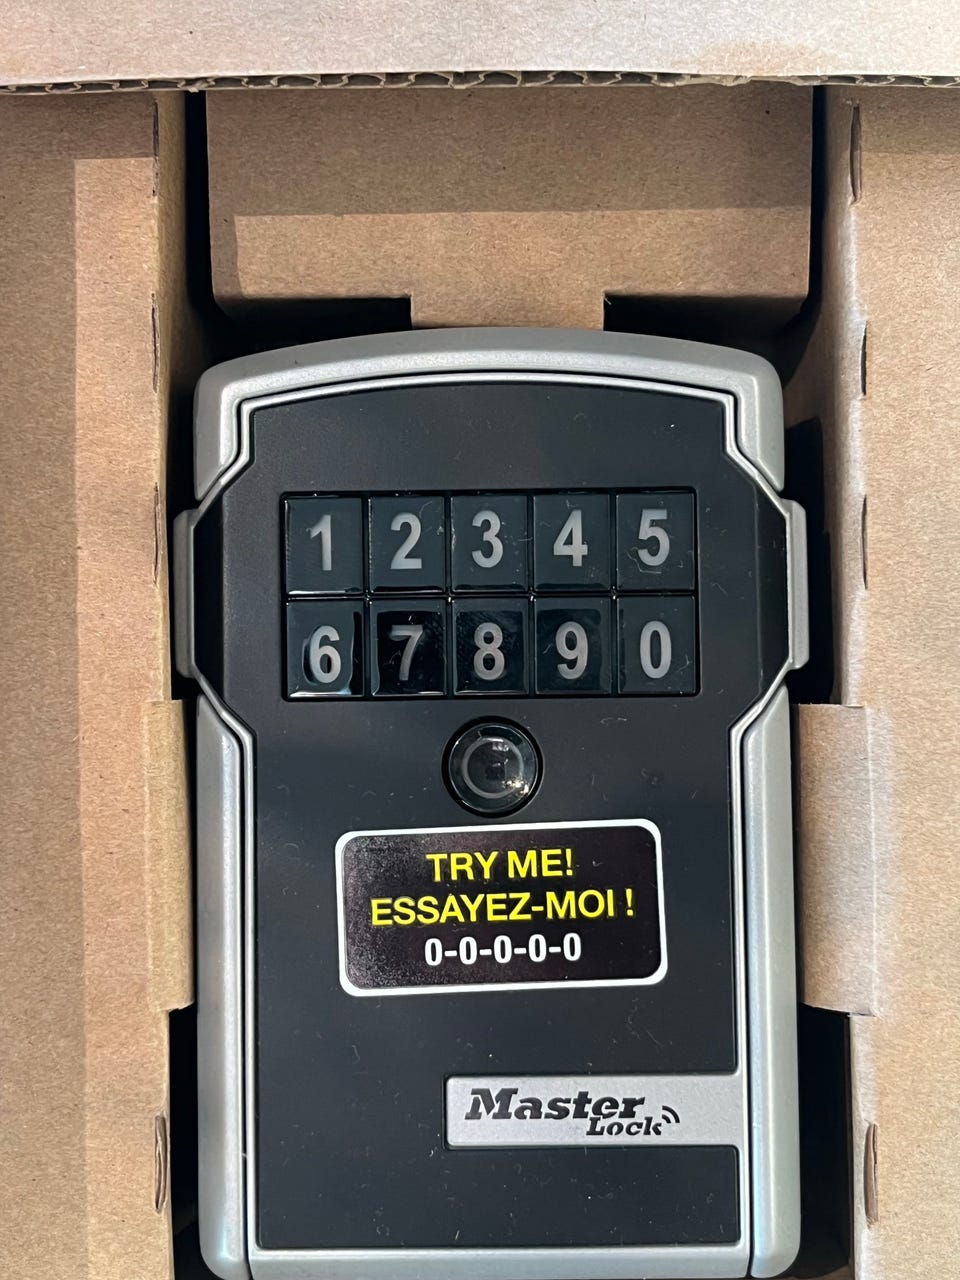 1 2 3 4 5
6 7 8 9 0
TRY ME!
ESSAYEZ-MOI !
0-0-0-0-0
Master
Lock